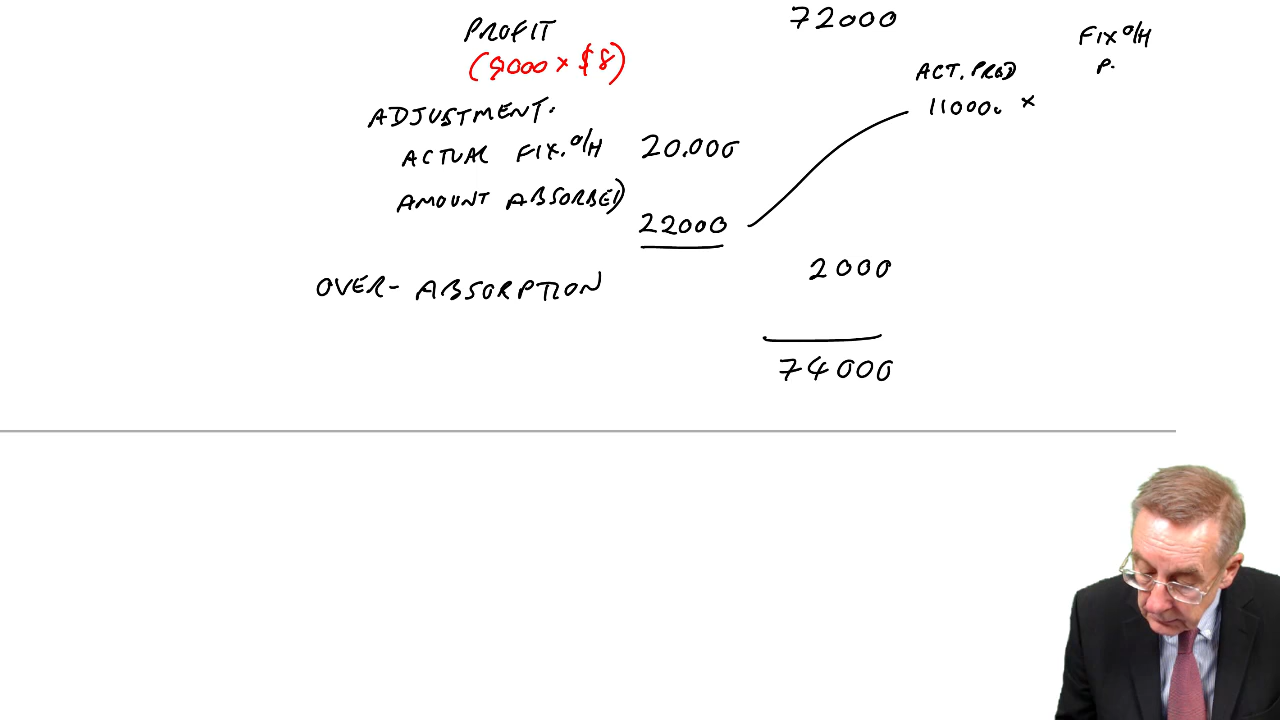 PROFIT 72000
(9000 × $8)
FIX O/H
P.
ACT. PROD
11000 ×
ADJUSTMENT.
ACTUAL FIX. O/H 20.000
AMOUNT ABSORBED
22000
OVER-ABSORPTION 2000
74000